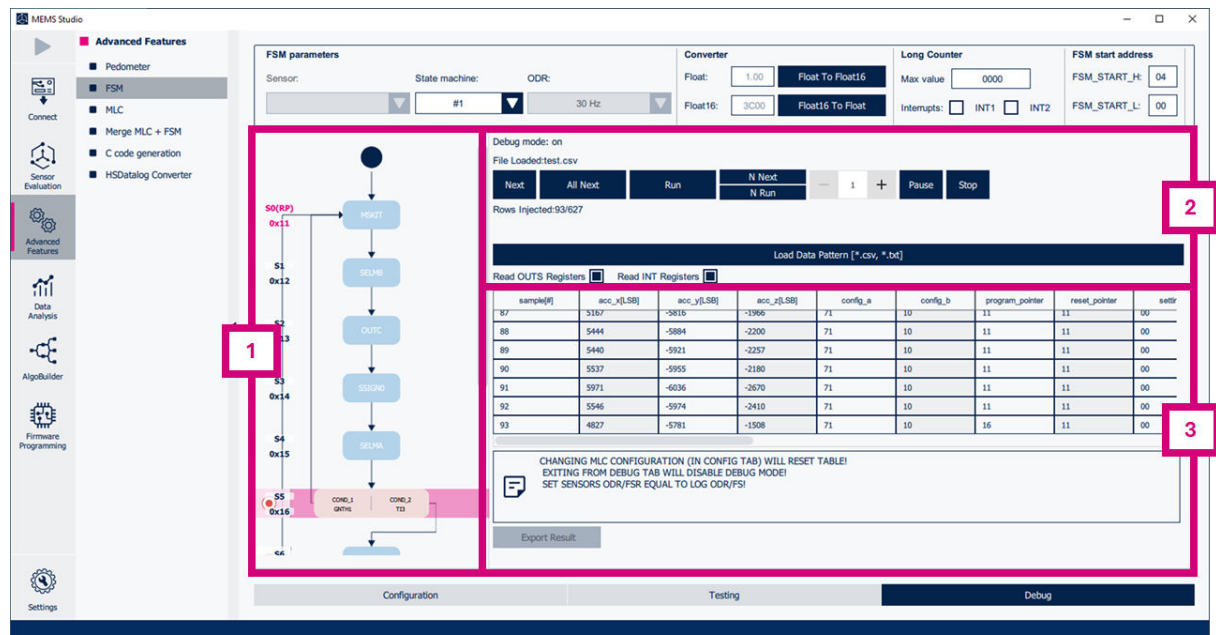 MEMS Studio
Connect
Sensor
Evaluation
Advanced
Features
Data
Analysis
AlgoBuilder
Firmware
Programming
Settings
Advanced Features
Pedometer
FSM
MLC
Merge MLC + FSM
C code generation
HSDatalog Converter
FSM parameters
Sensor: State machine: ODR:
#1 30 Hz
Converter
Float: 1.00 Float To Float16
Float16: 3C00 Float16 To Float
Long Counter
Max value 0000
Interrupts: INT1 INT2
FSM start address
FSM_START_H: 04
FSM_START_L: 00
S0(RP)
0x11
MSKIT
S1
0x12
SELMB
S2
13
OUTC
S3
0x14
SSIGN0
S4
0x15
SELMA
S5
0x16
COND_1 COND_2
GNTH1 TI3
S6
1
Debug mode: on
File Loaded:test.csv
Next All Next Run N Next
N Run
1 + Pause Stop
Rows Injected:93/627
Load Data Pattern [*.csv, *.txt]
Read OUTS Registers Read INT Registers
2
sample[#] acc_x[LSB] acc_y[LSB] acc_z[LSB] config_a config_b program_pointer reset_pointer settir
87 5167 -5816 -1966 71 10 11 11 00
88 5444 -5884 -2200 71 10 11 11 00
89 5440 -5921 -2257 71 10 11 11 00
90 5537 -5955 -2180 71 10 11 11 00
91 5971 -6036 -2670 71 10 11 11 00
92 5546 -5974 -2410 71 10 11 11 00
93 4827 -5781 -1508 71 10 16 11 00
3
CHANGING MLC CONFIGURATION (IN CONFIG TAB) WILL RESET TABLE!
EXITING FROM DEBUG TAB WILL DISABLE DEBUG MODE!
SET SENSORS ODR/FSR EQUAL TO LOG ODR/FS!
Export Result
Configuration Testing Debug